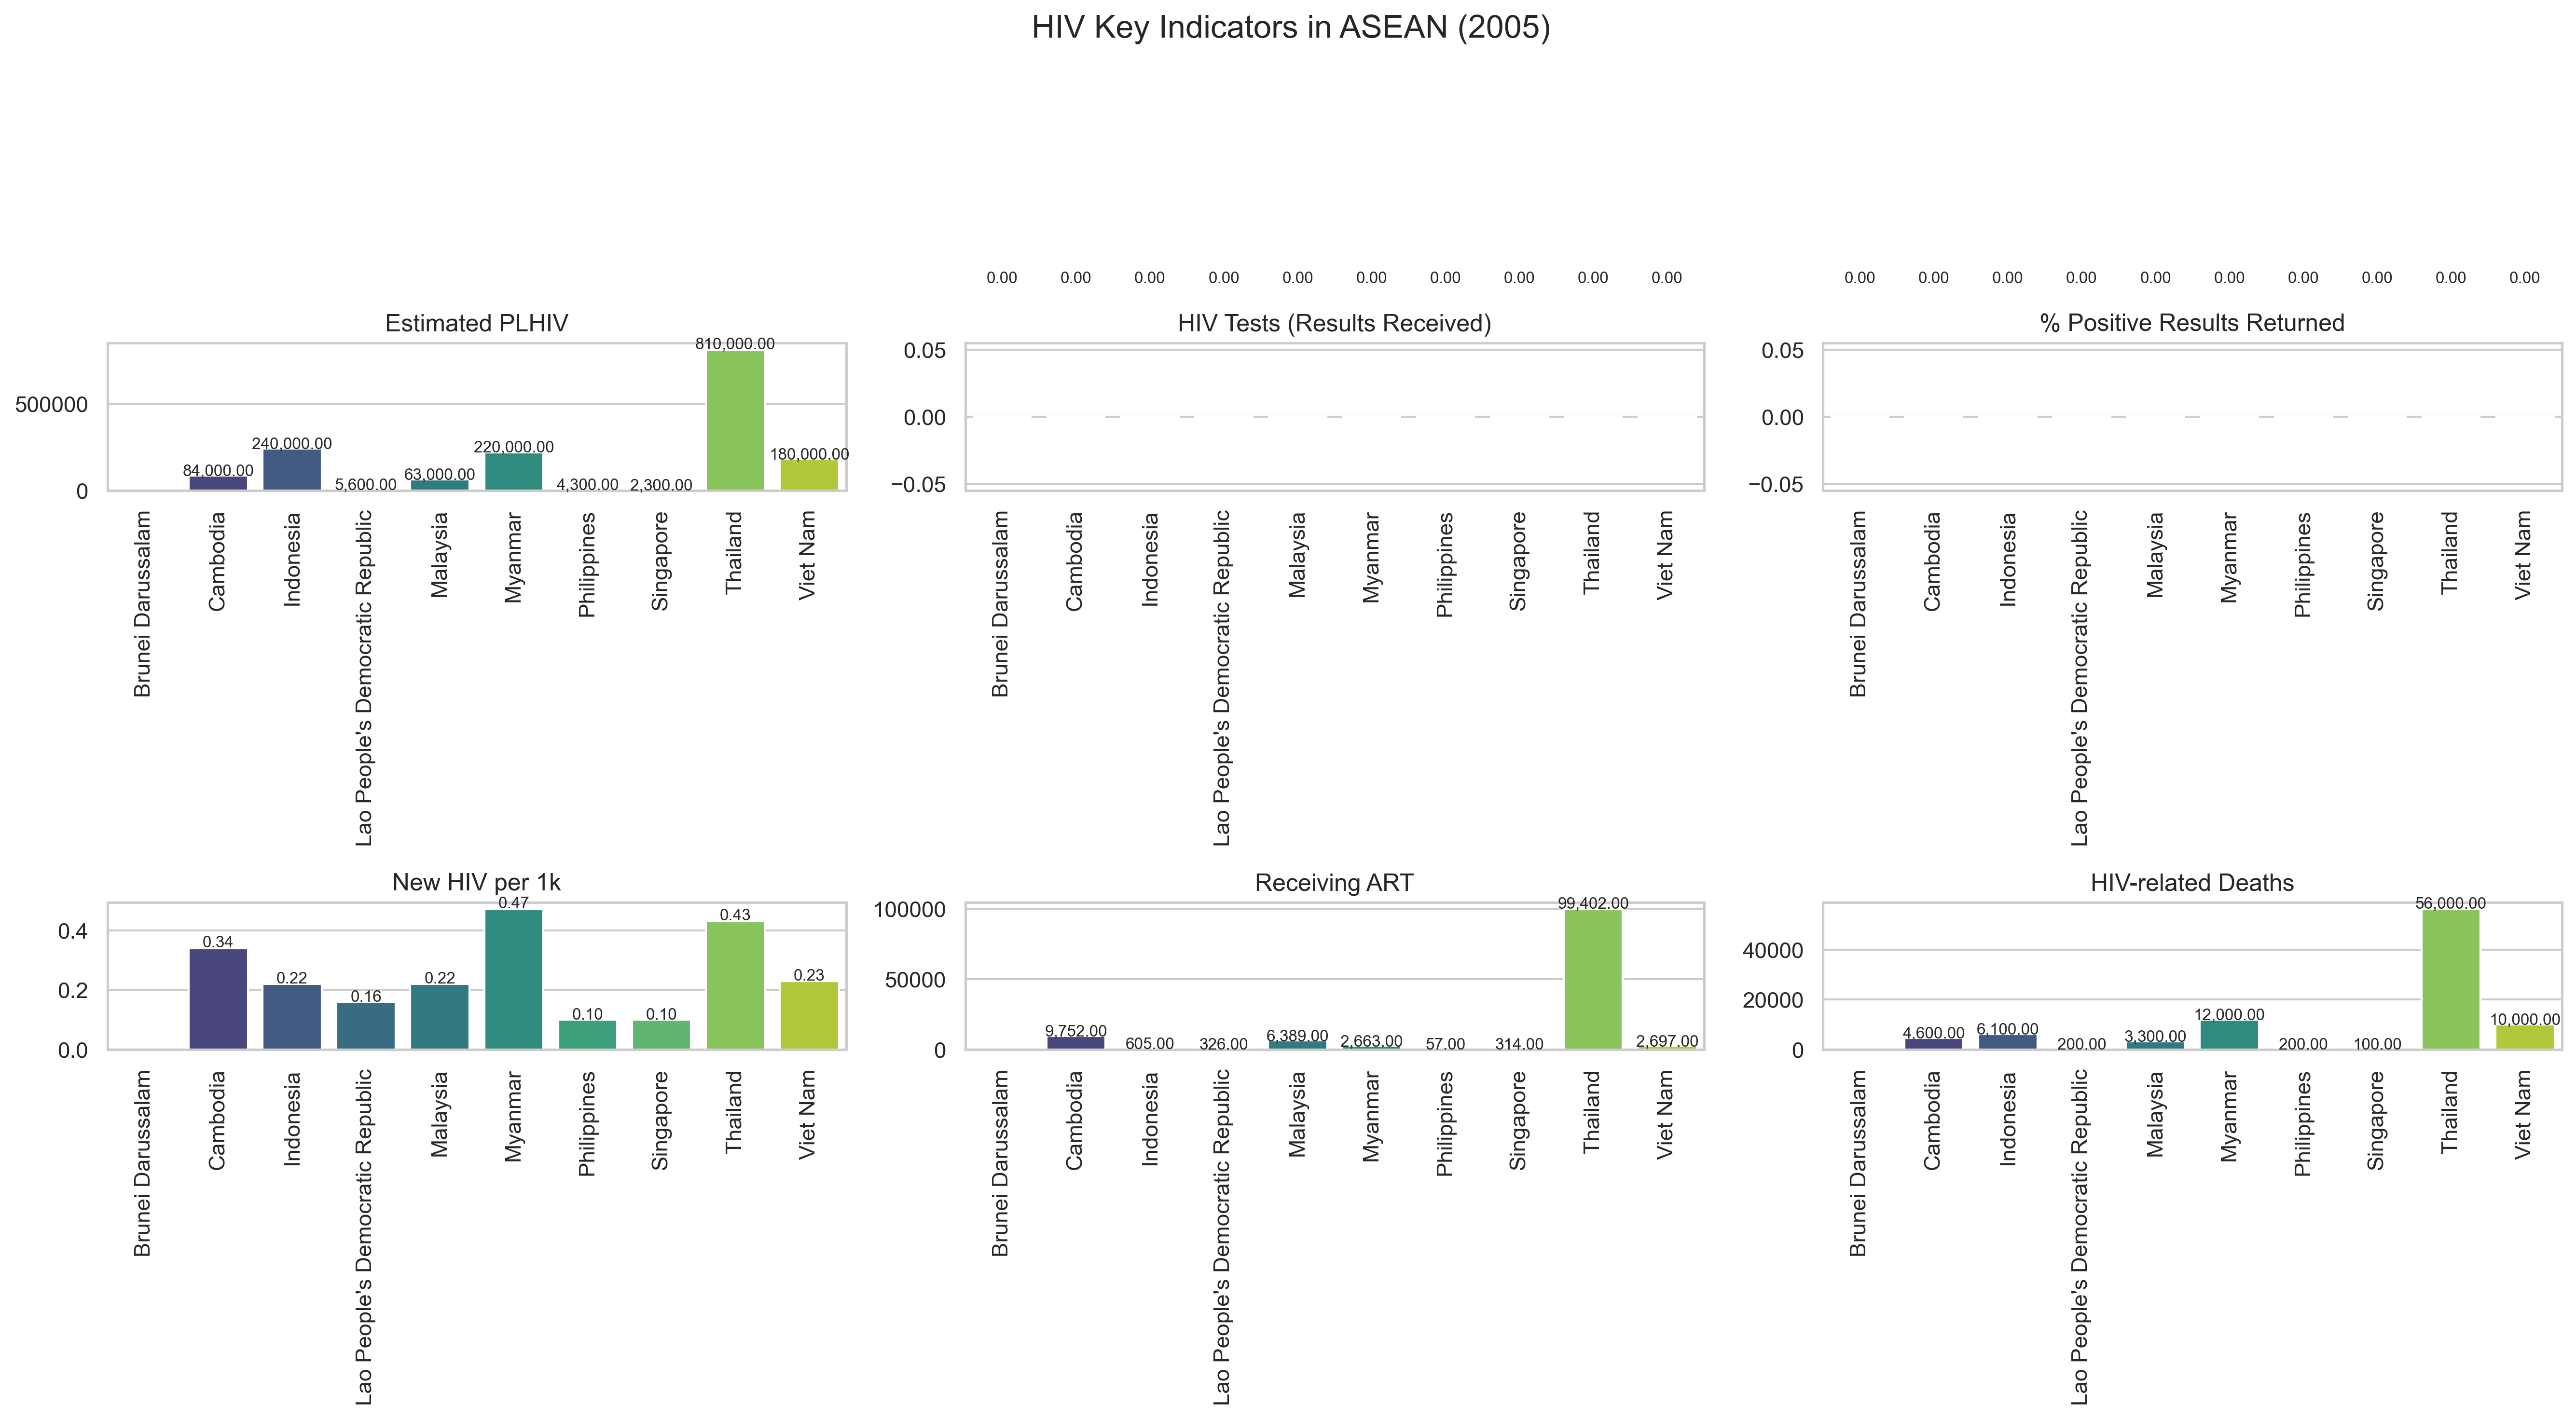 HIV Key Indicators in ASEAN (2005)
Estimated PLHIV
500000
0
84,000.00
240,000.00
5,600.00
63,000.00
220,000.00
4,300.00
2,300.00
810,000.00
180,000.00
Brunei Darussalam
Cambodia
Indonesia
Lao People's Democratic Republic
Malaysia
Myanmar
Philippines
Singapore
Thailand
Viet Nam
0.00 0.00 0.00 0.00 0.00 0.00 0.00 0.00 0.00 0.00
HIV Tests (Results Received)
0.05
0.00
−0.05
Brunei Darussalam
Cambodia
Indonesia
Lao People's Democratic Republic
Malaysia
Myanmar
Philippines
Singapore
Thailand
Viet Nam
0.00 0.00 0.00 0.00 0.00 0.00 0.00 0.00 0.00 0.00
% Positive Results Returned
0.05
0.00
−0.05
Brunei Darussalam
Cambodia
Indonesia
Lao People's Democratic Republic
Malaysia
Myanmar
Philippines
Singapore
Thailand
Viet Nam
New HIV per 1k
0.4
0.2
0.0
0.34
0.22
0.16
0.22
0.47
0.10
0.10
0.43
0.23
Brunei Darussalam
Cambodia
Indonesia
Lao People's Democratic Republic
Malaysia
Myanmar
Philippines
Singapore
Thailand
Viet Nam
Receiving ART
100000
50000
0
9,752.00
605.00
326.00
6,389.00
2,663.00
57.00
314.00
99,402.00
2,697.00
Brunei Darussalam
Cambodia
Indonesia
Lao People's Democratic Republic
Malaysia
Myanmar
Philippines
Singapore
Thailand
Viet Nam
HIV-related Deaths
40000
20000
0
4,600.00
6,100.00
200.00
3,300.00
12,000.00
200.00
100.00
56,000.00
10,000.00
Brunei Darussalam
Cambodia
Indonesia
Lao People's Democratic Republic
Malaysia
Myanmar
Philippines
Singapore
Thailand
Viet Nam